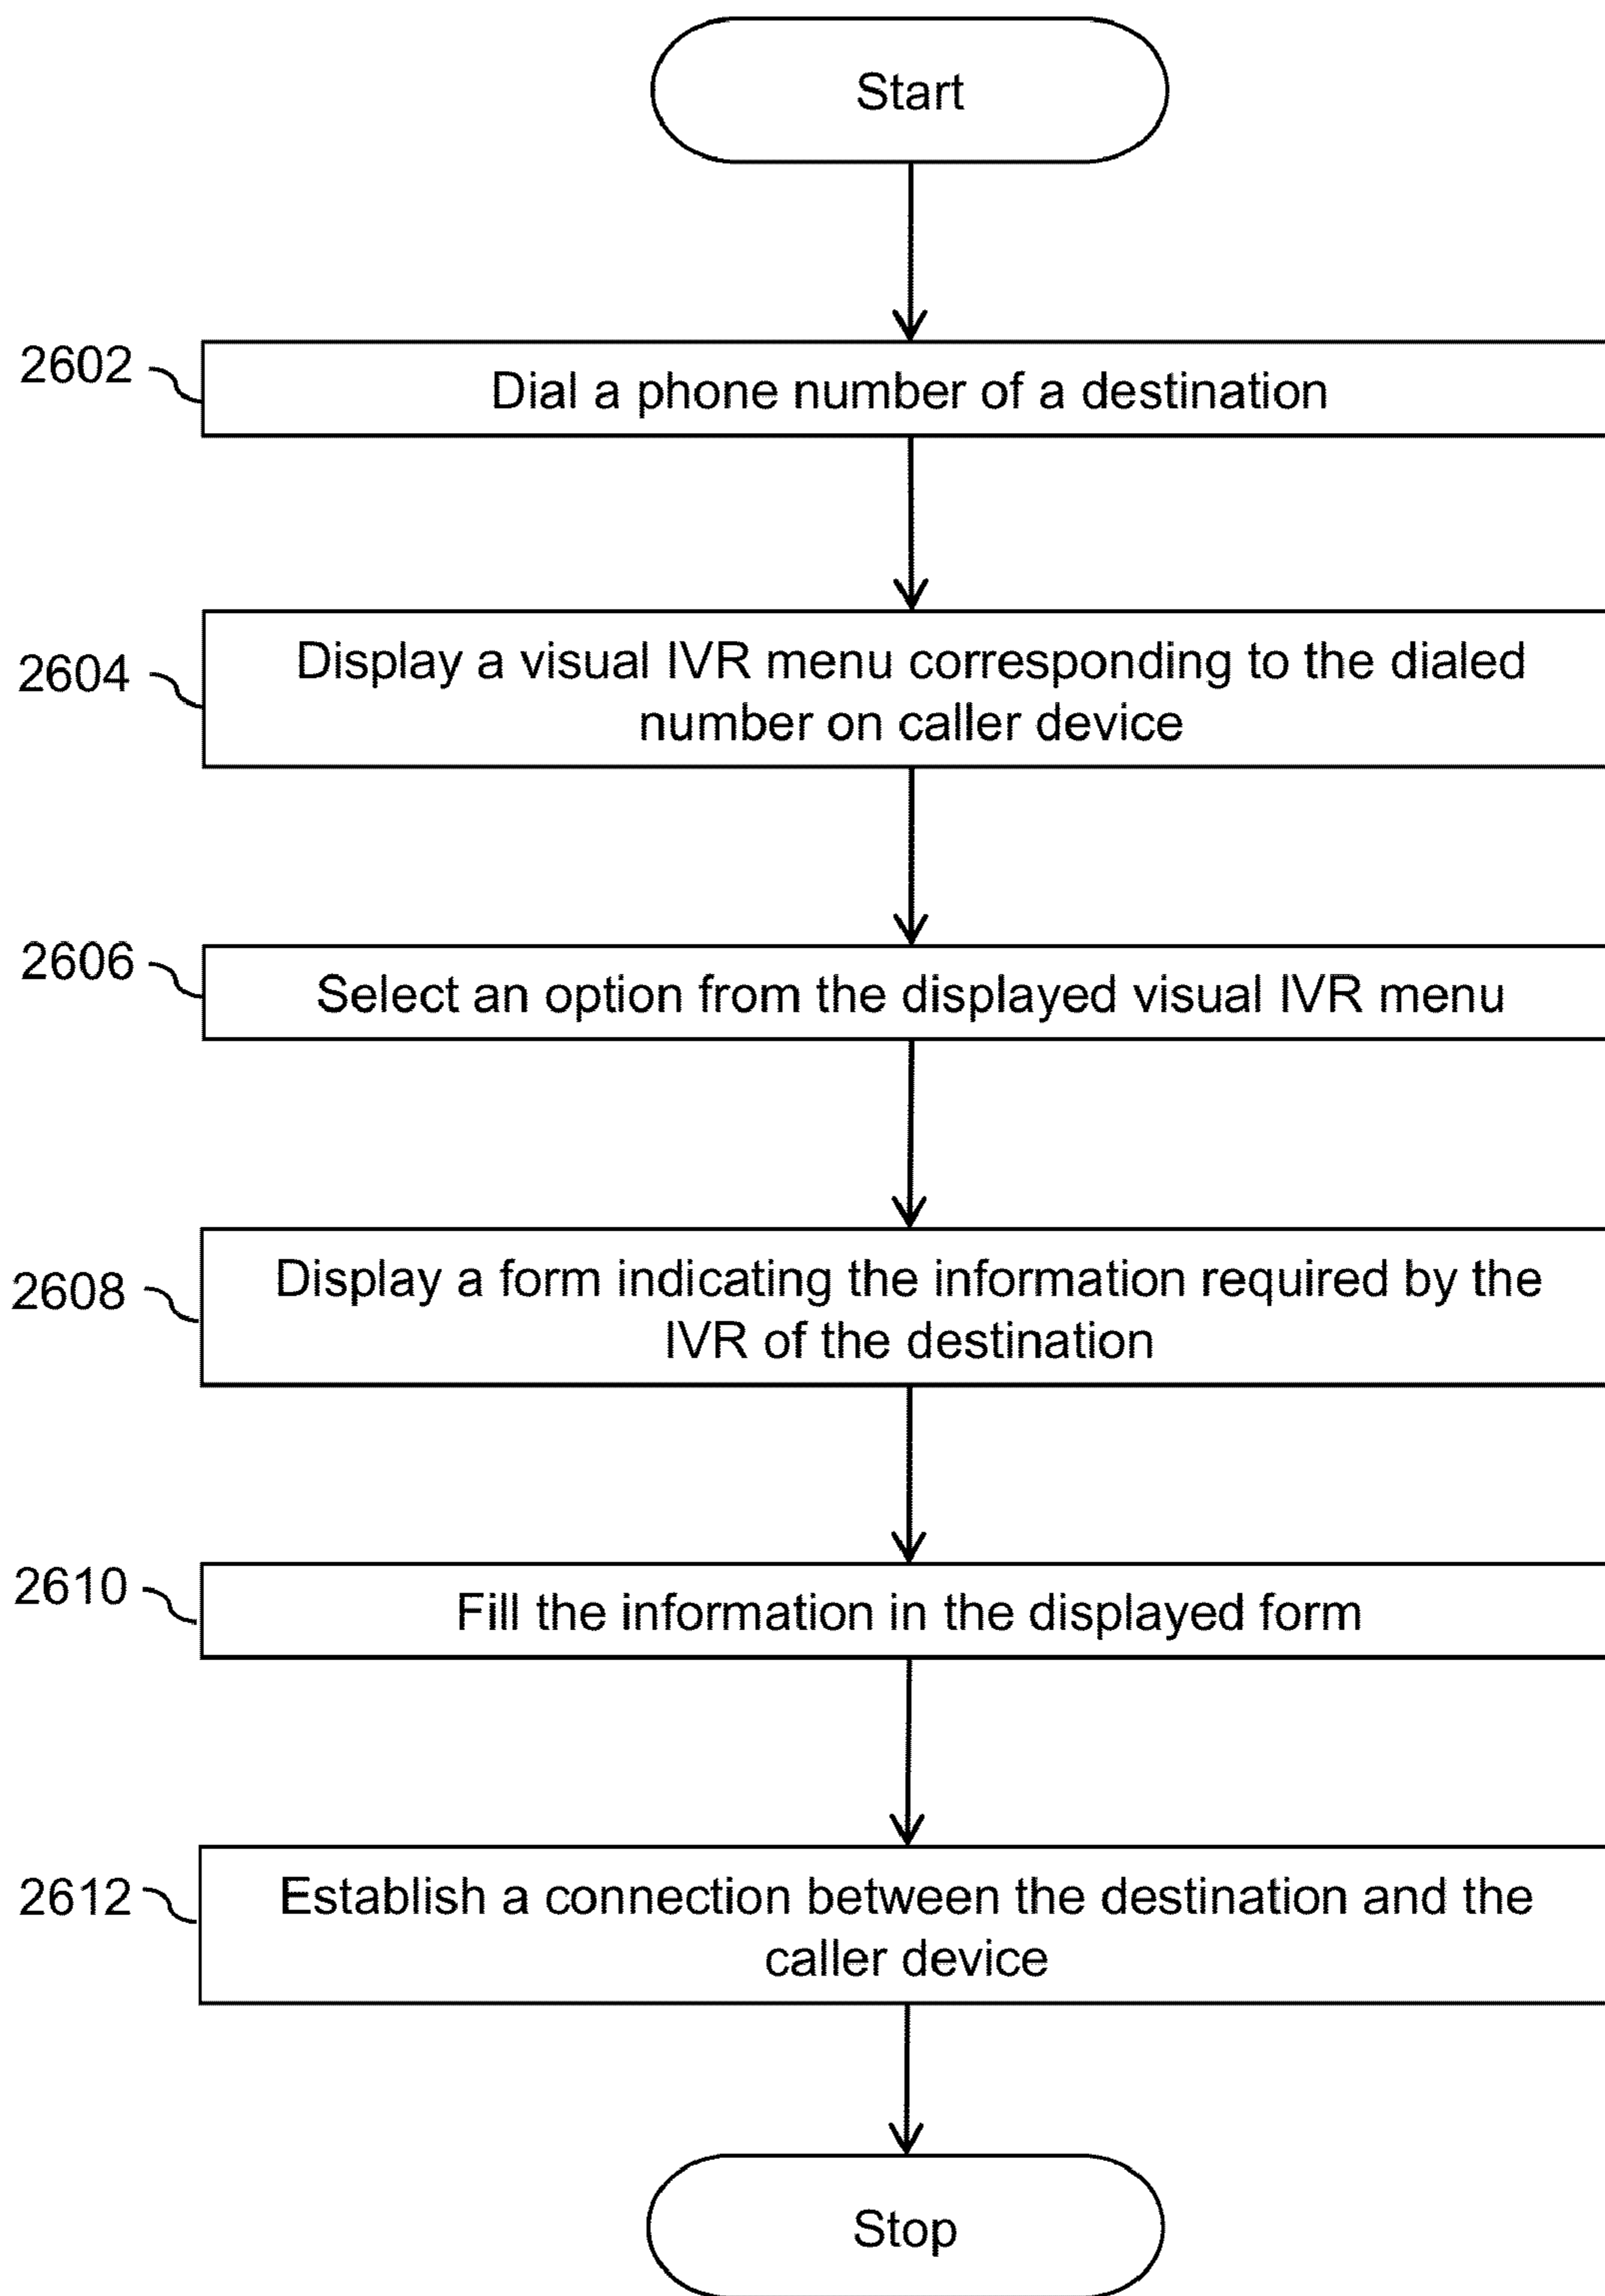 Start
2602
Dial a phone number of a destination
2604
Display a visual IVR menu corresponding to the dialed
number on caller device
2606
Select an option from the displayed visual IVR menu
2608
Display a form indicating the information required by the
IVR of the destination
2610
Fill the information in the displayed form
2612
Establish a connection between the destination and the
caller device
Stop